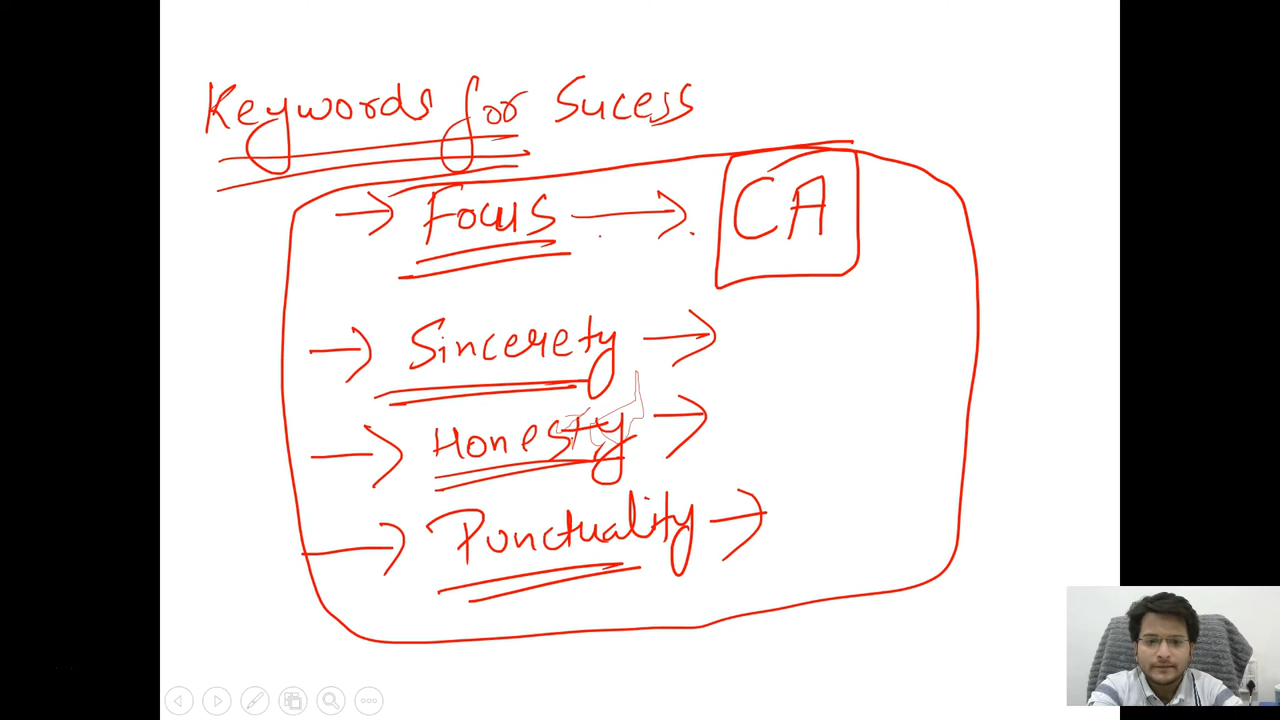 Keywords for Sucess
→ Focus → CA
→ Sincerety →
→ Honesty →
→ Punctuality →